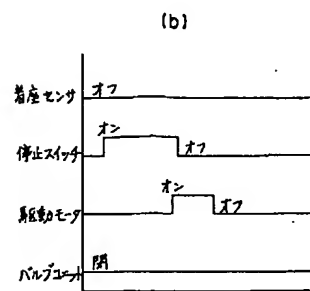 (b)
着座センサ オフ
オン
停止スイッチ オフ
オン
駆動モータ オフ
バルブユニット 閉